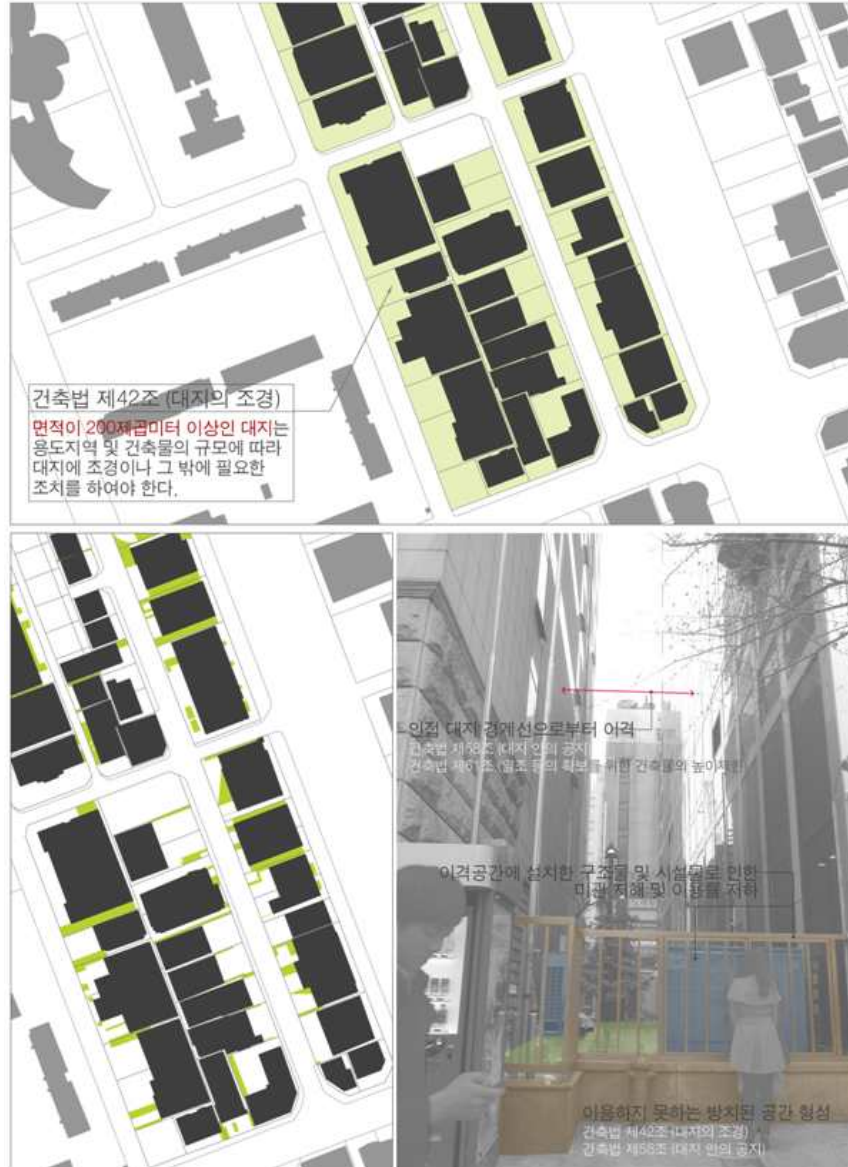 건축법 제42조 (대지의 조경)
면적이 200제곱미터 이상인 대지는
용도지역 및 건축물의 규모에 따라
대지에 조경이나 그 밖에 필요한
조치를 하여야 한다.
인접 대지 경계선으로부터 이격
건축법 제58조 (대지 안의 공지)
건축법 제61조 (일조 등의 확보를 위한 건축물의 높이제한
이격공간에 설치한 구조물 및 시설물로 인한
미관 저해 및 이용률 저하
이용하지 못하는 방치된 공간 형성
건축법 제42조 (대지의 조경)
건축법 제58조 (대지 안의 공지)